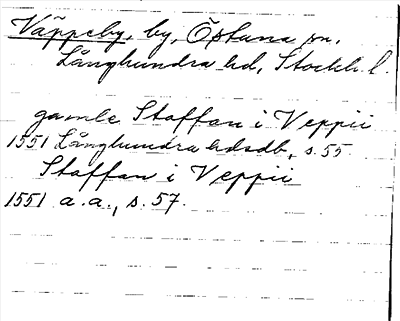 Väppeby, by, Östuna sn.
Långhundra hd, Stockh. l.
gamle Staffan i Veppii
1551 Långhundra hdsdb, s. 55.
Staffan i Veppii
1551 a.a., s. 57.